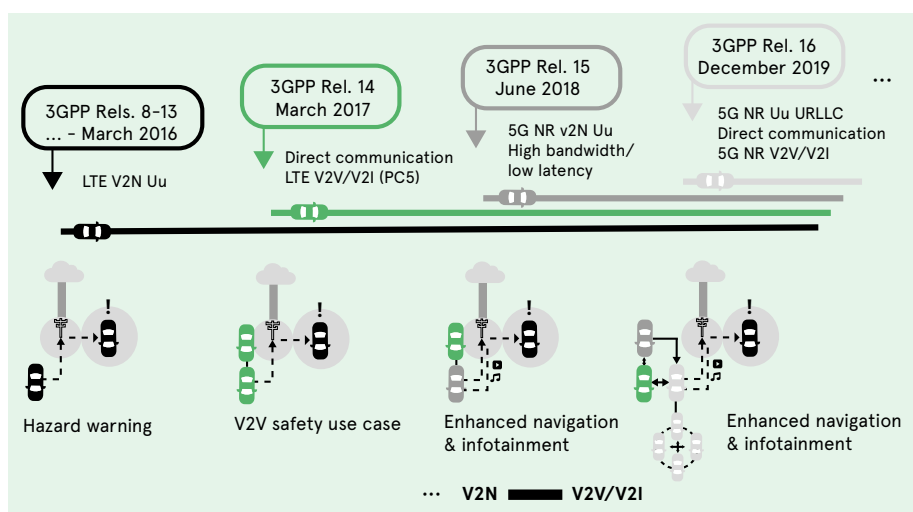 3GPP Rels. 8-13
... - March 2016
LTE V2N Uu
3GPP Rel. 14
March 2017
Direct communication
LTE V2V/V2I (PC5)
3GPP Rel. 15
June 2018
5G NR v2N Uu
High bandwidth/
low latency
3GPP Rel. 16
December 2019
...
5G NR Uu URLLC
Direct communication
5G NR V2V/V2I
!
!
!
!
Hazard warning
V2V safety use case
Enhanced navigation
& infotainment
Enhanced navigation
& infotainment
... V2N V2V/V2I